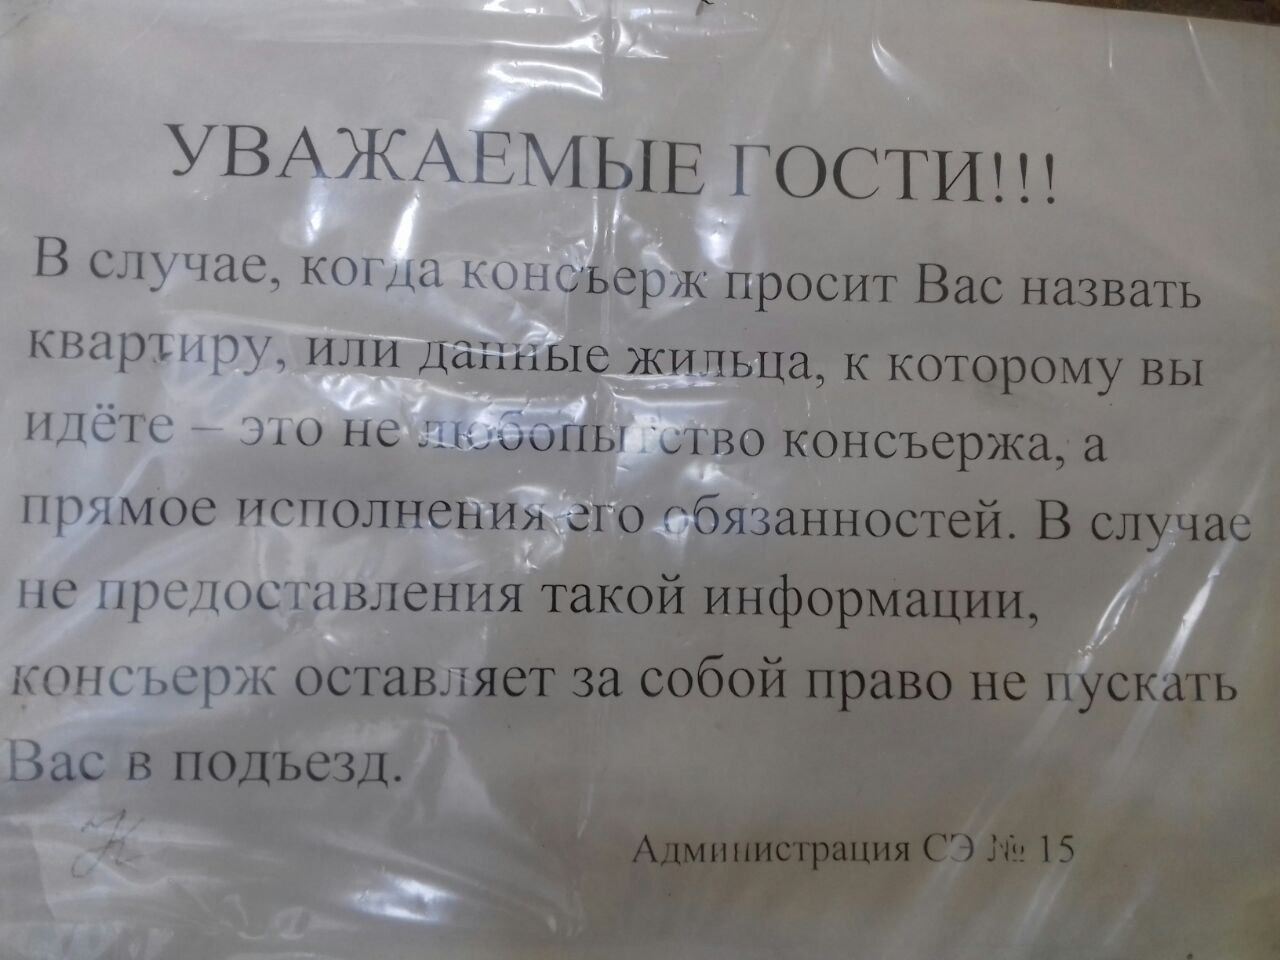 УВАЖАЕМЫЕ ГОСТИ!!!
В случае, когда консъерж просит Вас назвать
квартиру, или данные жильца, к которому вы
идёте – это не любопытство консъержа, а
прямое исполнения его обязанностей. В случае
не предоставления такой информации,
консъерж оставляет за собой право не пускать
Вас в подъезд.
Администрация СЭ № 15